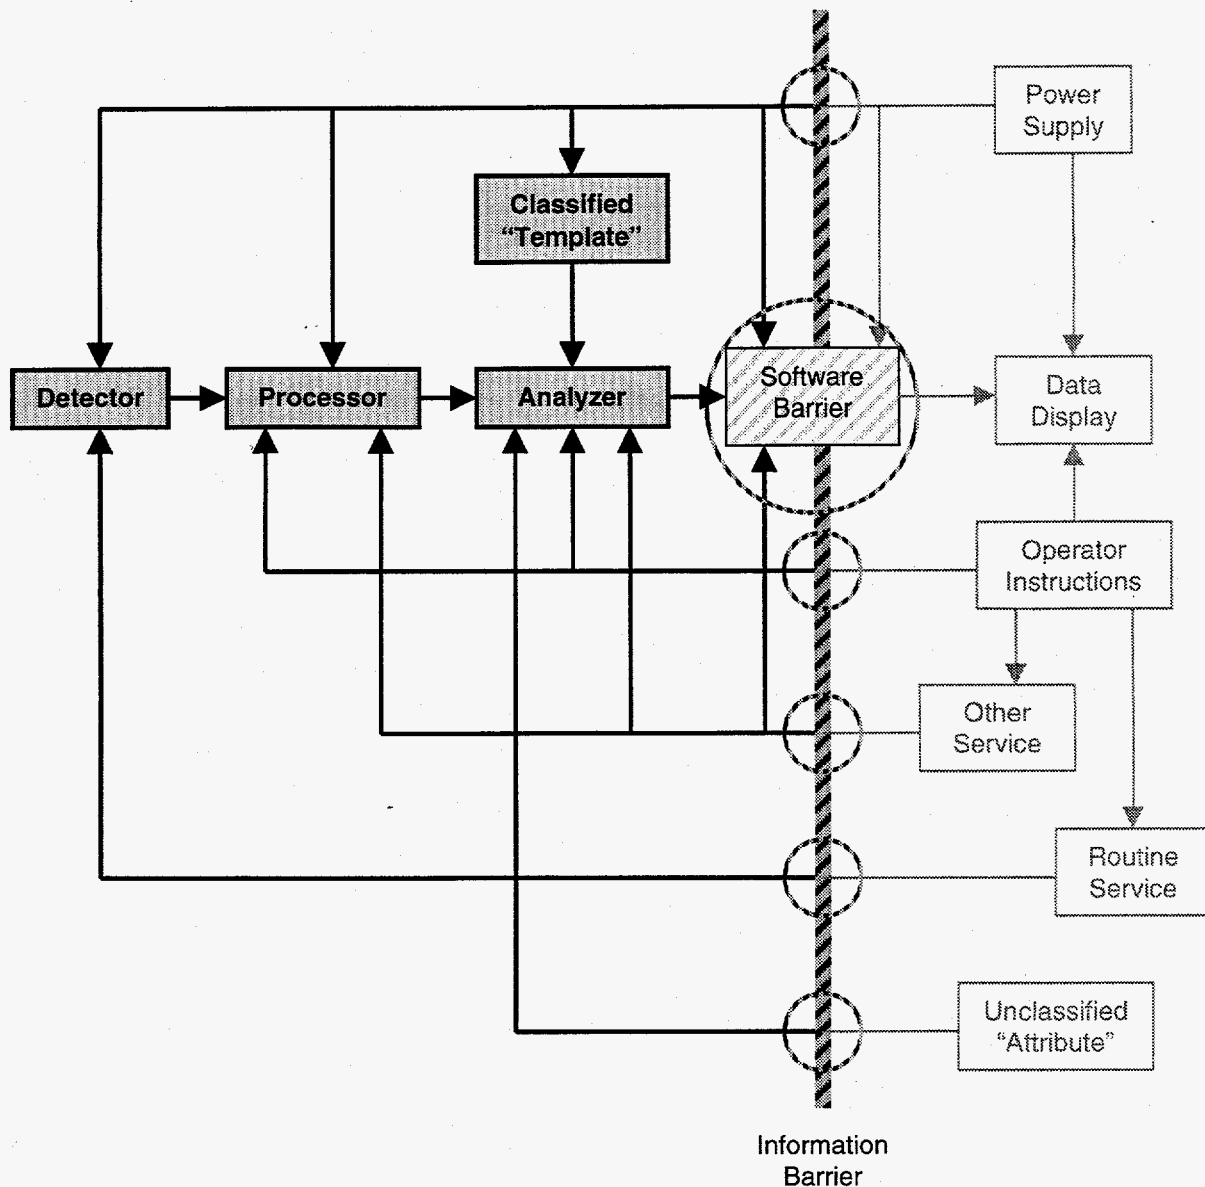 Power
Supply
Classified
“Template”
Detector
Processor
Analyzer
Software
Barrier
Data
Display
Operator
Instructions
Other
Service
Routine
Service
Unclassified
“Attribute”
Information
Barrier